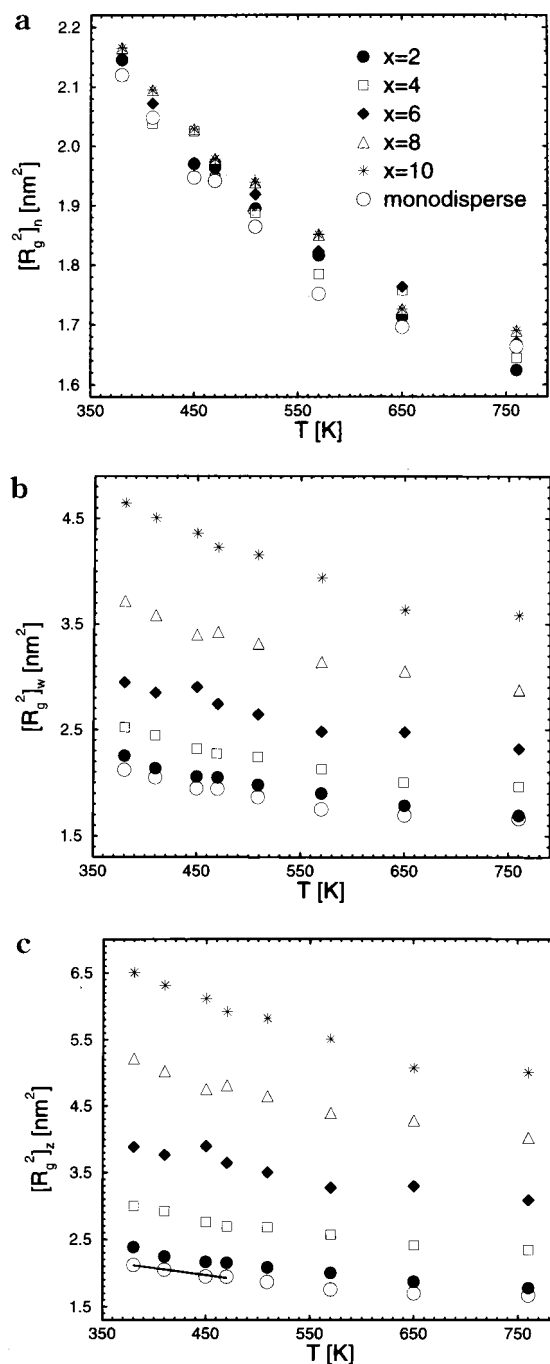 a
2.2
2.1
2.0
1.9
1.8
1.7
1.6
[R_g^2]_n [nm^2]
x=2
x=4
x=6
x=8
x=10
monodisperse
350 450 550 650 750
T [K]
b
4.5
3.5
2.5
1.5
[R_g^2]_w [nm^2]
350 450 550 650 750
T [K]
c
6.5
5.5
4.5
3.5
2.5
1.5
[R_g^2]_z [nm^2]
350 450 550 650 750
T [K]